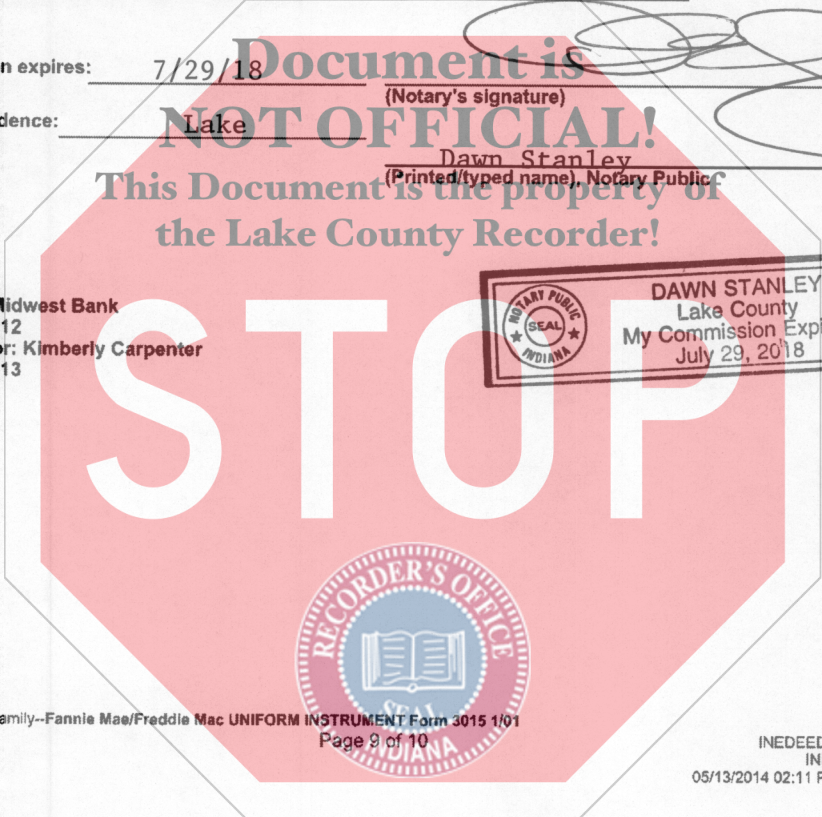 Document is
n expires: 7/29/18
(Notary's signature)
NOT OFFICIAL!
dence: Lake
Dawn Stanley
(Printed/typed name), Notary Public
This Document is the property of
the Lake County Recorder!
NOTARY PUBLIC
SEAL
INDIANA
DAWN STANLEY
Lake County
My Commission Expi
July 29, 2018
Midwest Bank
12
r: Kimberly Carpenter
13
STOP
RECORDER'S OFFICE
SEAL
INDIANA
amily--Fannie Mae/Freddie Mac UNIFORM INSTRUMENT Form 3015 1/01
Page 9 of 10
INEDEED
IN
05/13/2014 02:11 P